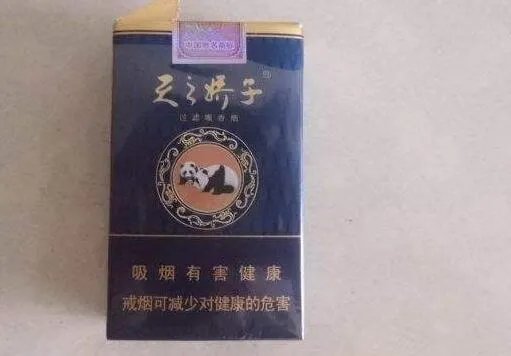 天之娇子
过滤嘴香烟
吸烟有害健康
戒烟可减少对健康的危害